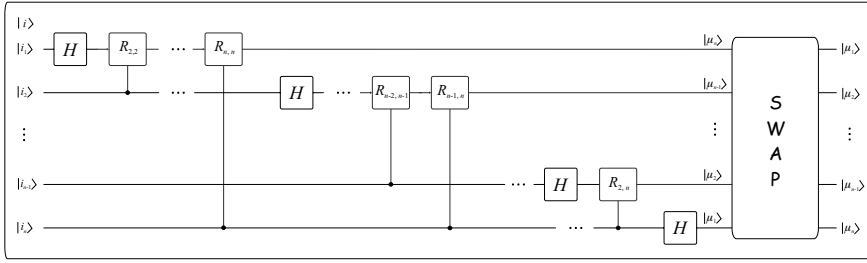 |i⟩
|i₁⟩ H R₂,₂ ... Rₙ, ₙ |μₙ⟩ |μ₁⟩
|i₂⟩ ... H ... Rₙ₋₂, ₙ₋₁ Rₙ₋₁, ₙ |μₙ₋₁⟩ |μ₂⟩
⋮ ⋮ ⋮
|iₙ₋₁⟩ ... H R₂, ₙ |μ₂⟩ |μₙ₋₁⟩
|iₙ⟩ ... H |μ₁⟩ |μₙ⟩
S
W
A
P